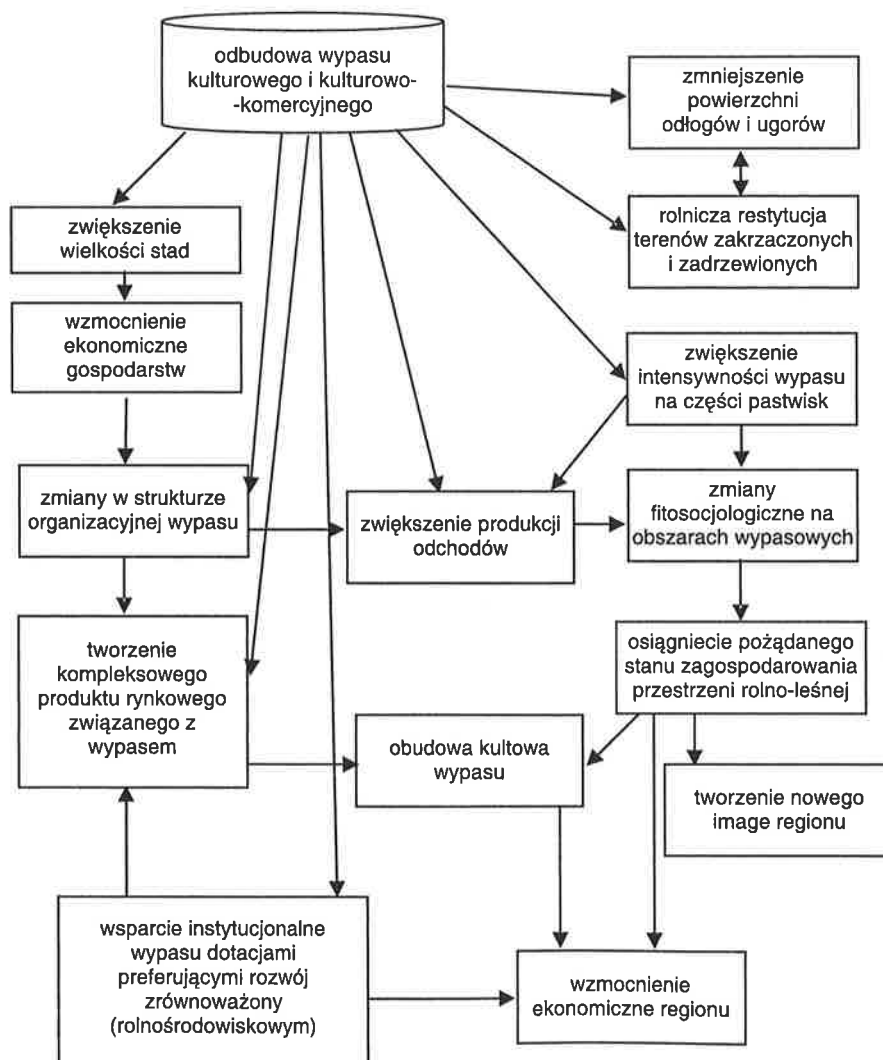 odbudowa wypasu
kulturowego i kulturowo-
-komercyjnego
zmniejszenie
powierzchni
odłogów i ugorów
zwiększenie
wielkości stad
rolnicza restytucja
terenów zakrzaczonych
i zadrzewionych
wzmocnienie
ekonomiczne
gospodarstw
zwiększenie
intensywności wypasu
na części pastwisk
zmiany w strukturze
organizacyjnej wypasu
zwiększenie produkcji
odchodów
zmiany
fitosocjologiczne na
obszarach wypasowych
tworzenie
kompleksowego
produktu rynkowego
związanego z
wypasem
osiągniecie pożądanego
stanu zagospodarowania
przestrzeni rolno-leśnej
obudowa kultowa
wypasu
tworzenie nowego
image regionu
wsparcie instytucjonalne
wypasu dotacjami
preferującymi rozwój
zrównoważony
(rolnośrodowiskowym)
wzmocnienie
ekonomiczne regionu